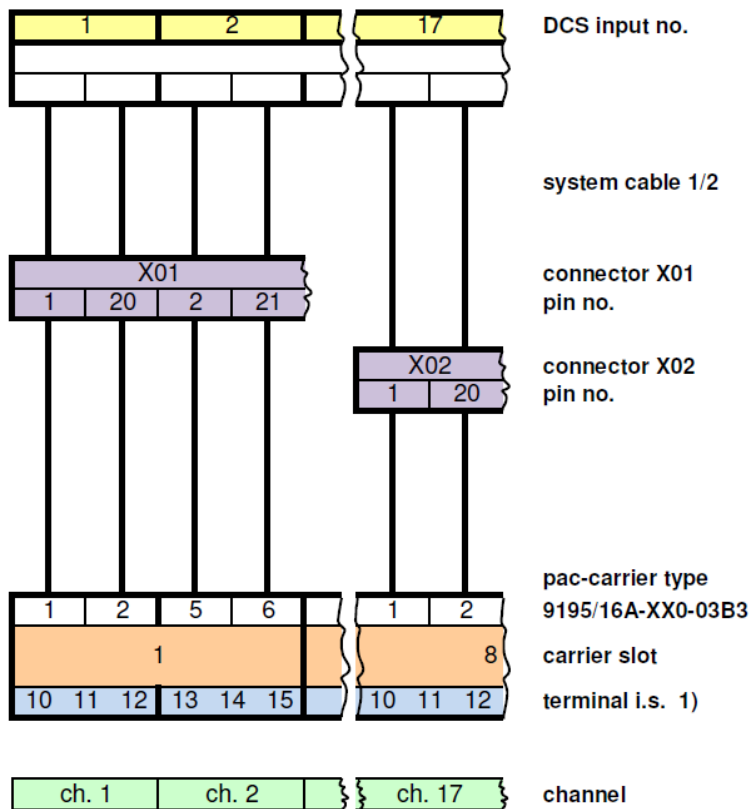 1 2 17 DCS input no.
system cable 1/2
X01 connector X01
1 20 2 21 pin no.
X02 connector X02
1 20 pin no.
pac-carrier type
1 2 5 6 1 2 9195/16A-XX0-03B3
1 8 carrier slot
10 11 12 13 14 15 10 11 12 terminal i.s. 1)
ch. 1 ch. 2 ch. 17 channel